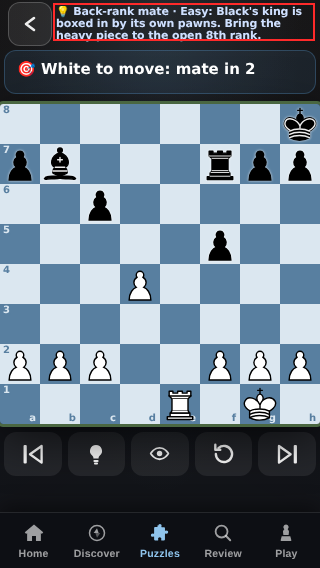 💡 Back-rank mate · Easy: Black's king is
boxed in by its own pawns. Bring the
heavy piece to the open 8th rank.
🎯 White to move: mate in 2
8
7
6
5
4
3
2
1
a b c d f g h
Home Discover Puzzles Review Play